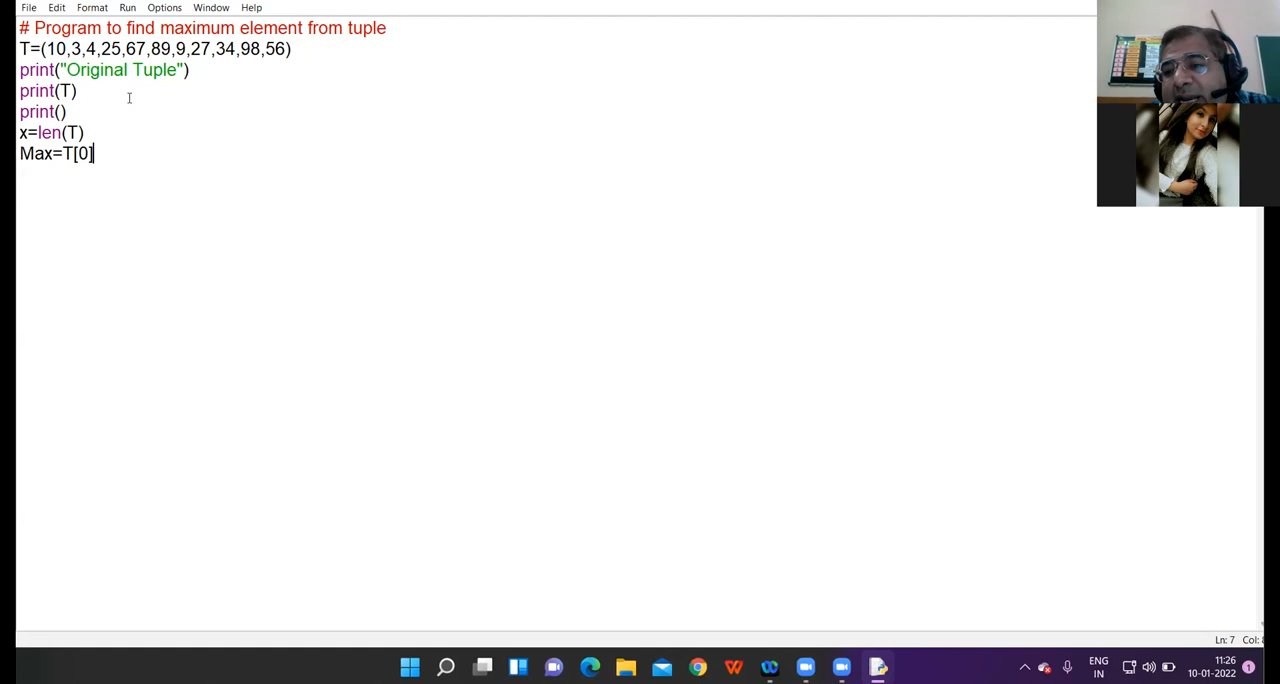 File Edit Format Run Options Window Help
# Program to find maximum element from tuple
T=(10,3,4,25,67,89,9,27,34,98,56)
print("Original Tuple")
print(T)
print()
x=len(T)
Max=T[0]
Ln: 7 Col:
ENG
IN
11:26
10-01-2022
1